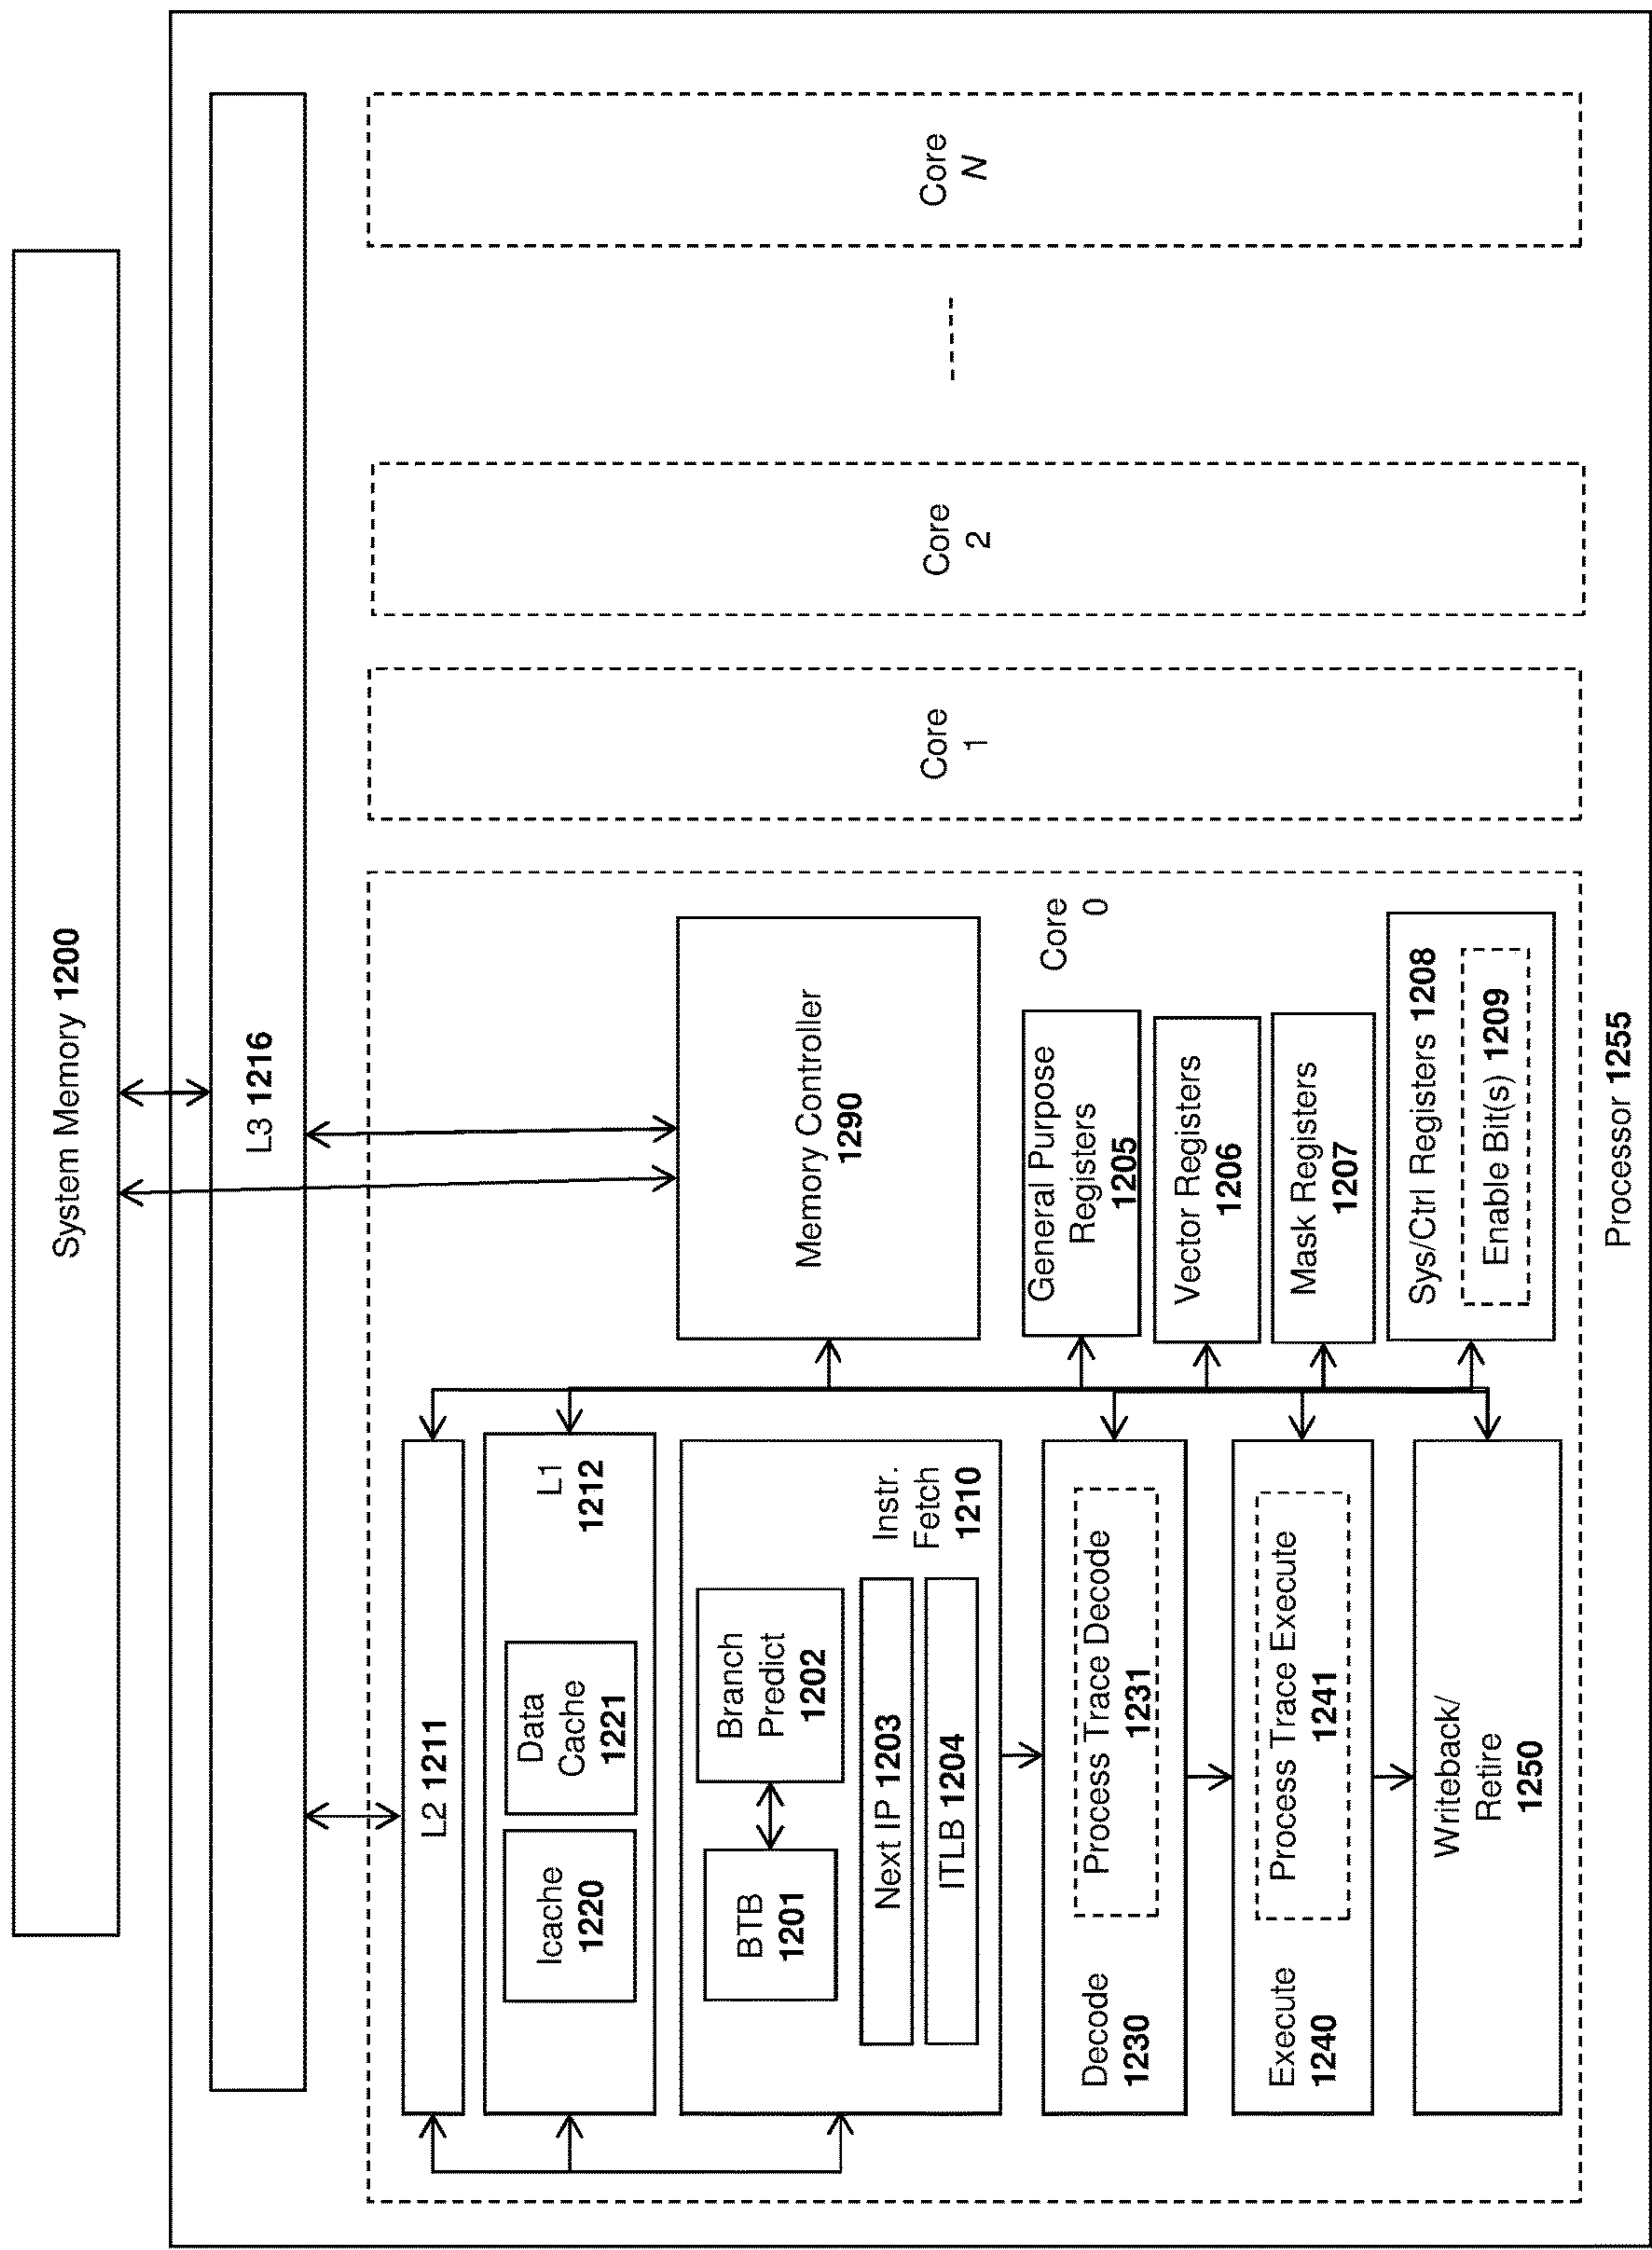 System Memory 1200
L3 1216
L2 1211
Icache
1220
Data
Cache
1221
L1
1212
BTB
1201
Branch
Predict
1202
Next IP 1203
ITLB 1204
Instr.
Fetch
1210
Decode
1230
Process Trace Decode
1231
Execute
1240
Process Trace Execute
1241
Writeback/
Retire
1250
Memory Controller
1290
General Purpose
Registers
1205
Vector Registers
1206
Mask Registers
1207
Sys/Ctrl Registers 1208
Enable Bit(s) 1209
Core
0
Core
1
Core
2
Core
N
Processor 1255